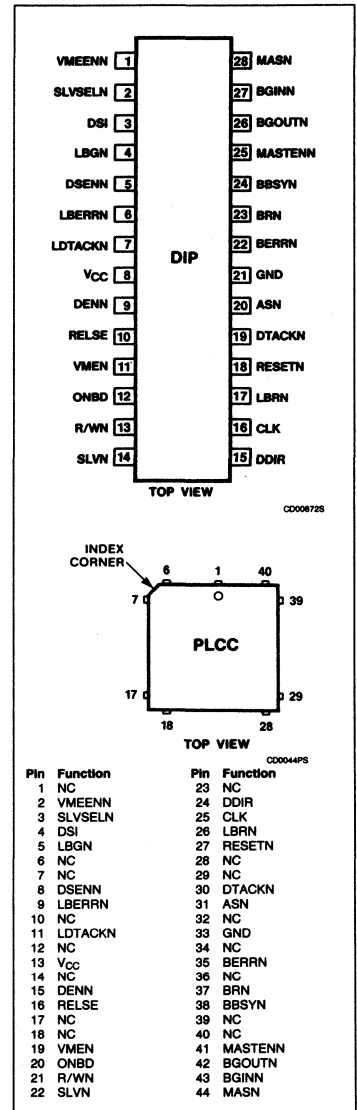 VMEENN 1 28 MASN
SLVSELN 2 27 BGINN
DSI 3 26 BGOUTN
LBGN 4 25 MASTENN
DSENN 5 24 BBSYN
LBERRN 6 23 BRN
LDTACKN 7 22 BERRN
DIP
VCC 8 21 GND
DENN 9 20 ASN
RELSE 10 19 DTACKN
VMEN 11 18 RESETN
ONBD 12 17 LBRN
R/WN 13 16 CLK
SLVN 14 15 DDIR
TOP VIEW
CD00872S
INDEX
CORNER
6 1 40
7 39
PLCC
17 29
18 28
TOP VIEW
CD0044PS
Pin Function Pin Function
1 NC 23 NC
2 VMEENN 24 DDIR
3 SLVSELN 25 CLK
4 DSI 26 LBRN
5 LBGN 27 RESETN
6 NC 28 NC
7 NC 29 NC
8 DSENN 30 DTACKN
9 LBERRN 31 ASN
10 NC 32 NC
11 LDTACKN 33 GND
12 NC 34 NC
13 VCC 35 BERRN
14 NC 36 NC
15 DENN 37 BRN
16 RELSE 38 BBSYN
17 NC 39 NC
18 NC 40 NC
19 VMEN 41 MASTENN
20 ONBD 42 BGOUTN
21 R/WN 43 BGINN
22 SLVN 44 MASN